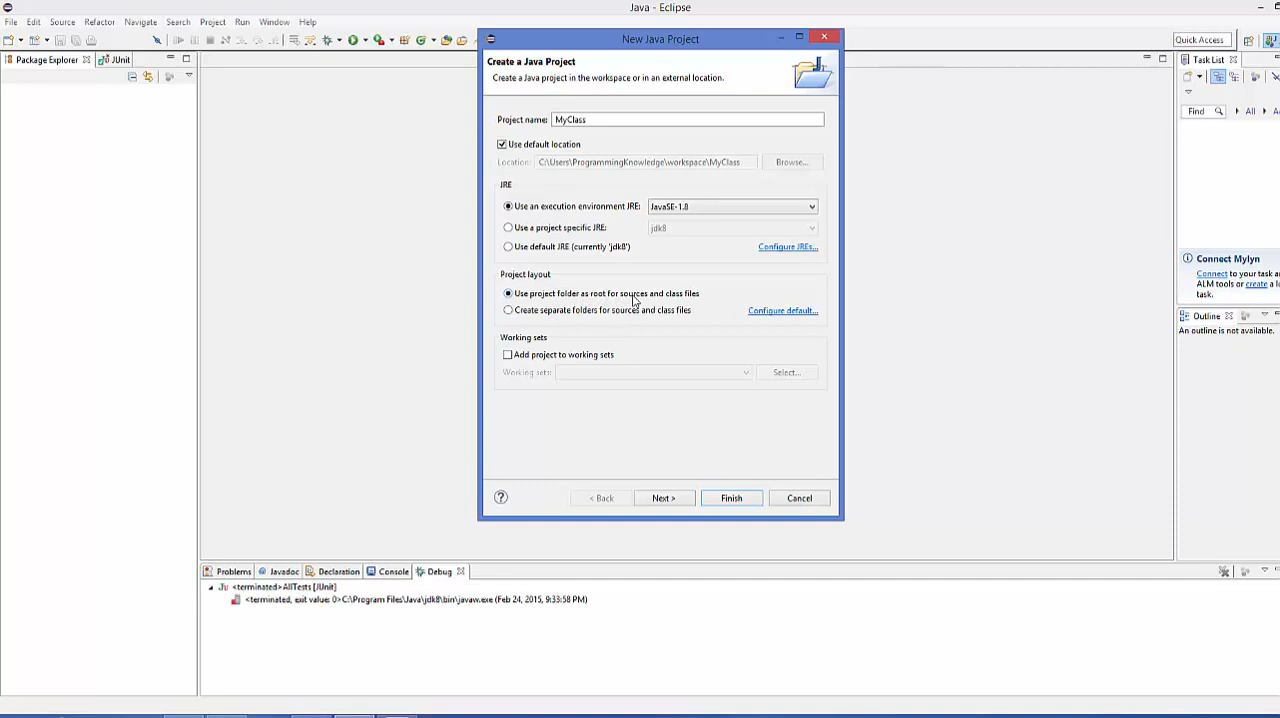 Java - Eclipse
File Edit Source Refactor Navigate Search Project Run Window Help
Quick Access
Package Explorer JUnit
New Java Project
Create a Java Project
Create a Java project in the workspace or in an external location.
Project name: MyClass
Use default location
Location: C:\Users\ProgrammingKnowledge\workspace\MyClass Browse...
JRE
Use an execution environment JRE: JavaSE-1.8
Use a project specific JRE: jdk8
Use default JRE (currently 'jdk8') Configure JREs...
Project layout
Use project folder as root for sources and class files
Create separate folders for sources and class files Configure default...
Working sets
Add project to working sets
Working sets: Select...
? < Back Next > Finish Cancel
Task List
Find All
Connect Mylyn
Connect to your task a
ALM tools or create a l
task.
Outline
An outline is not available.
Problems Javadoc Declaration Console Debug
<terminated> AllTests [JUnit]
<terminated, exit value: 0>C:\Program Files\Java\jdk8\bin\javaw.exe (Feb 24, 2015, 9:33:58 PM)